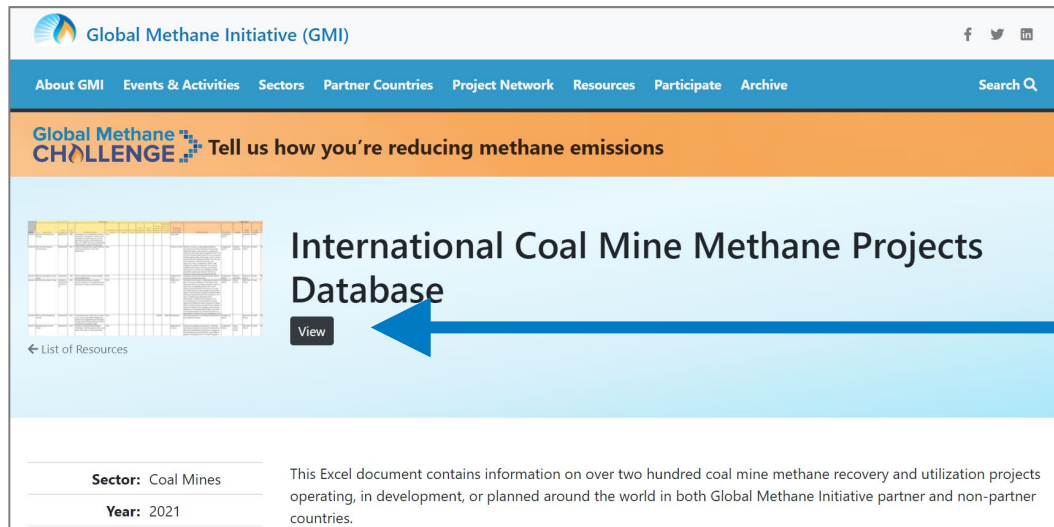 Global Methane Initiative (GMI)
About GMI Events & Activities Sectors Partner Countries Project Network Resources Participate Archive Search
Global Methane
CHALLENGE
Tell us how you're reducing methane emissions
International Coal Mine Methane Projects
Database
View
← List of Resources
Sector: Coal Mines
Year: 2021
This Excel document contains information on over two hundred coal mine methane recovery and utilization projects
operating, in development, or planned around the world in both Global Methane Initiative partner and non-partner
countries.